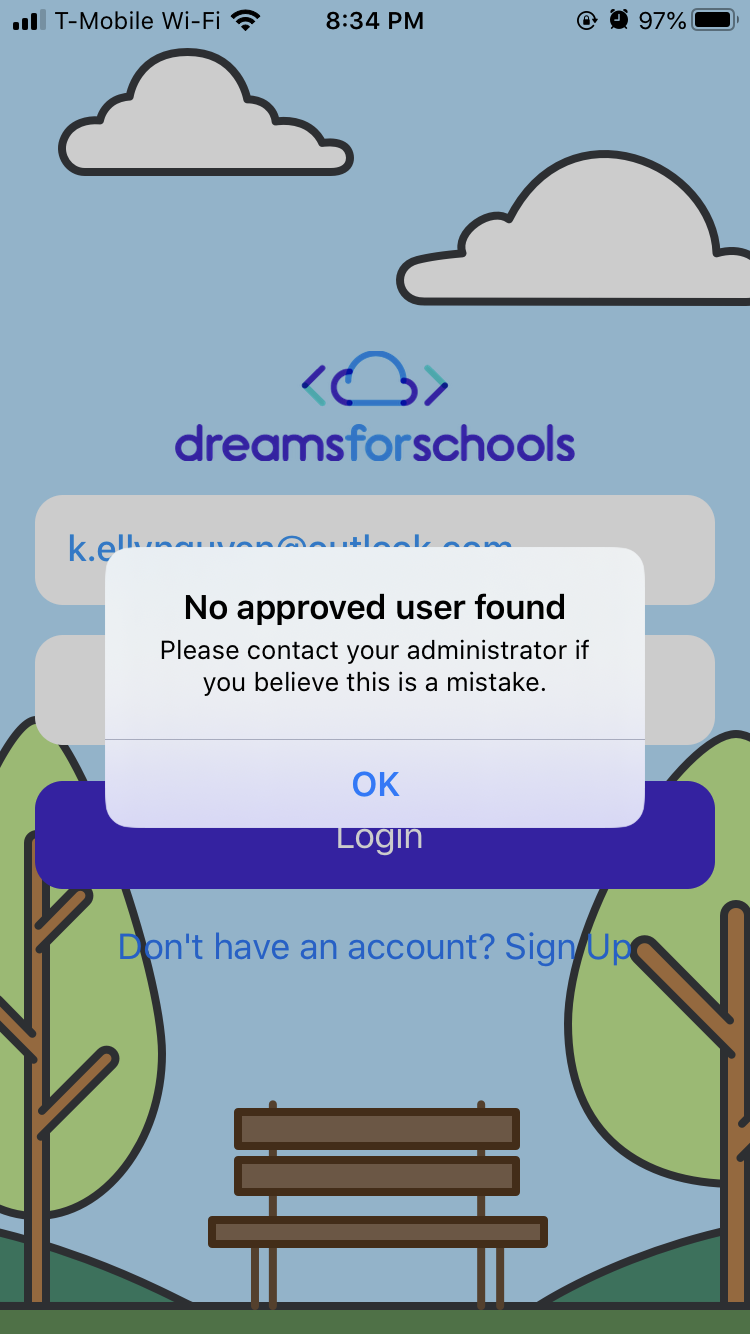 T-Mobile Wi-Fi 8:34 PM 97%
dreamsforschools
k.ellynguyen@outlook.com
No approved user found
Please contact your administrator if
you believe this is a mistake.
OK
Login
Don't have an account? Sign Up